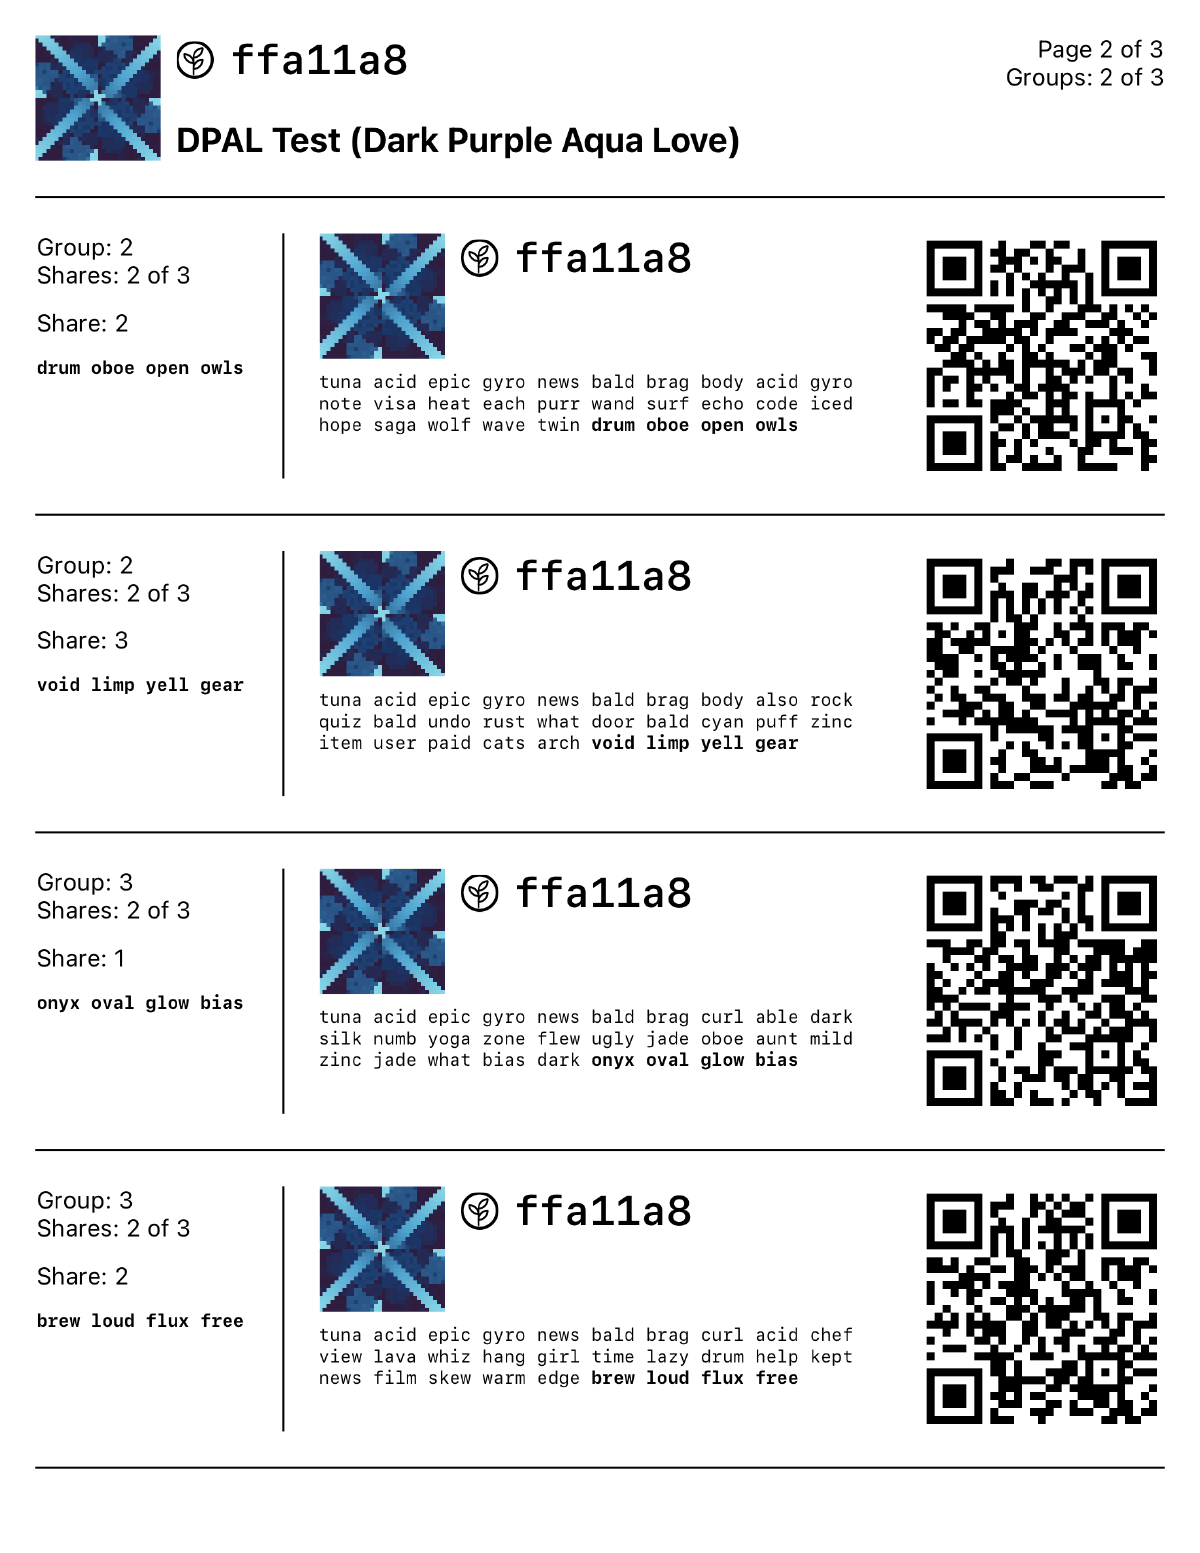 ffa11a8
Page 2 of 3
Groups: 2 of 3
DPAL Test (Dark Purple Aqua Love)
Group: 2
Shares: 2 of 3
Share: 2
drum oboe open owls
ffa11a8
tuna acid epic gyro news bald brag body acid gyro
note visa heat each purr wand surf echo code iced
hope saga wolf wave twin drum oboe open owls
Group: 2
Shares: 2 of 3
Share: 3
void limp yell gear
ffa11a8
tuna acid epic gyro news bald brag body also rock
quiz bald undo rust what door bald cyan puff zinc
item user paid cats arch void limp yell gear
Group: 3
Shares: 2 of 3
Share: 1
onyx oval glow bias
ffa11a8
tuna acid epic gyro news bald brag curl able dark
silk numb yoga zone flew ugly jade oboe aunt mild
zinc jade what bias dark onyx oval glow bias
Group: 3
Shares: 2 of 3
Share: 2
brew loud flux free
ffa11a8
tuna acid epic gyro news bald brag curl acid chef
view lava whiz hang girl time lazy drum help kept
news film skew warm edge brew loud flux free